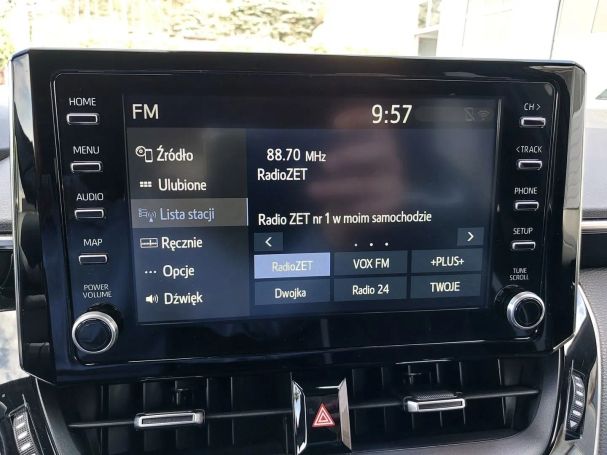 HOME
MENU
AUDIO
MAP
POWER
VOLUME
FM
9:57
Źródło
Ulubione
Lista stacji
Ręcznie
Opcje
Dźwięk
88.70 MHz
RadioZET
Radio ZET nr 1 w moim samochodzie
<
>
RadioZET
VOX FM
+PLUS+
Dwojka
Radio 24
TWOJE
CH >
< TRACK
PHONE
SETUP
TUNE
SCROLL